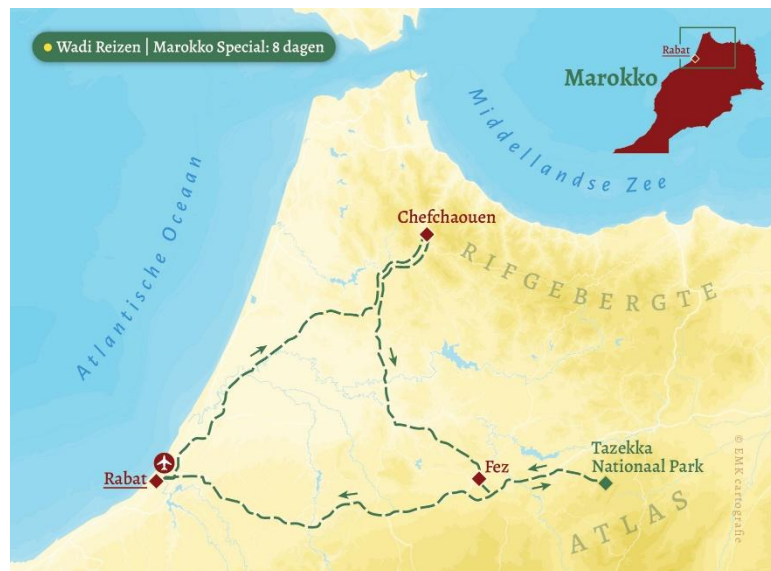 Wadi Reizen | Marokko Special: 8 dagen
Rabat
Marokko
Middellandse Zee
Atlantische Oceaan
Chefchaouen
RIFGEBERGTE
Rabat
Fez
Tazekka
Nationaal Park
ATLAS
© EMK cartografie